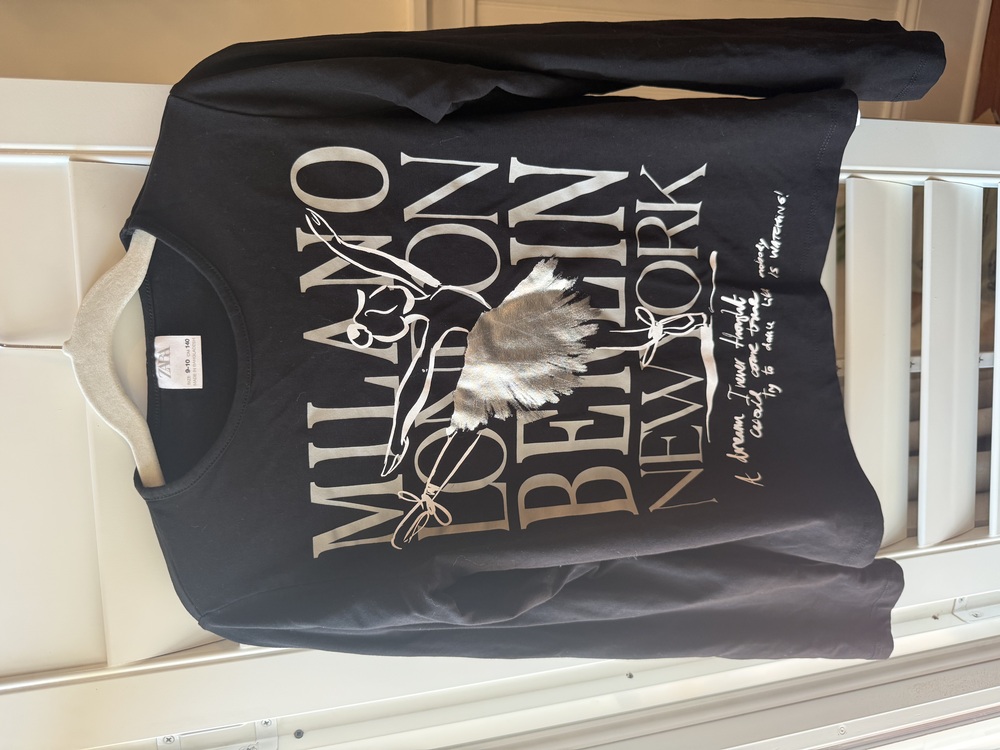 ZARA
9-10 140
MILANO
LONDON
BERLIN
NEW YORK
A dream I never thought
could come true
Try to dance like nobody
is WATCHING!